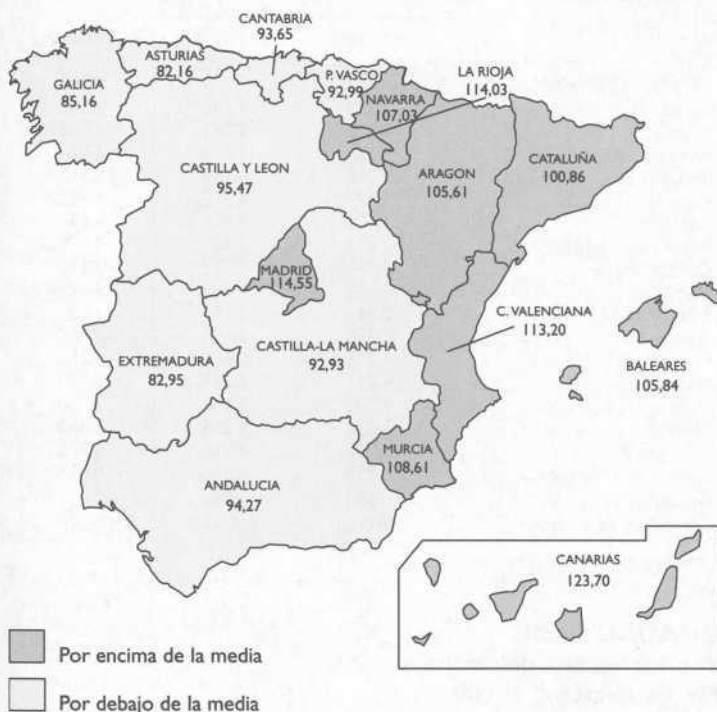 CANTABRIA
93,65
ASTURIAS
82,16
GALICIA
85,16
P. VASCO
92,99
LA RIOJA
114,03
NAVARRA
107,03
CASTILLA Y LEON
95,47
ARAGON
105,61
CATALUÑA
100,86
MADRID
114,55
C. VALENCIANA
113,20
EXTREMADURA
82,95
CASTILLA-LA MANCHA
92,93
BALEARES
105,84
MURCIA
108,61
ANDALUCIA
94,27
CANARIAS
123,70
Por encima de la media
Por debajo de la media